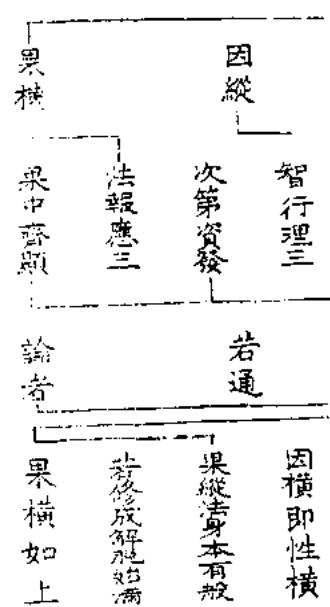 因縱
果橫
智行理三
次第資發
法報應三
果中齊顯
若通
論者
因橫即性橫
果縱法身本有般
若修成解脫始滿
果橫如上